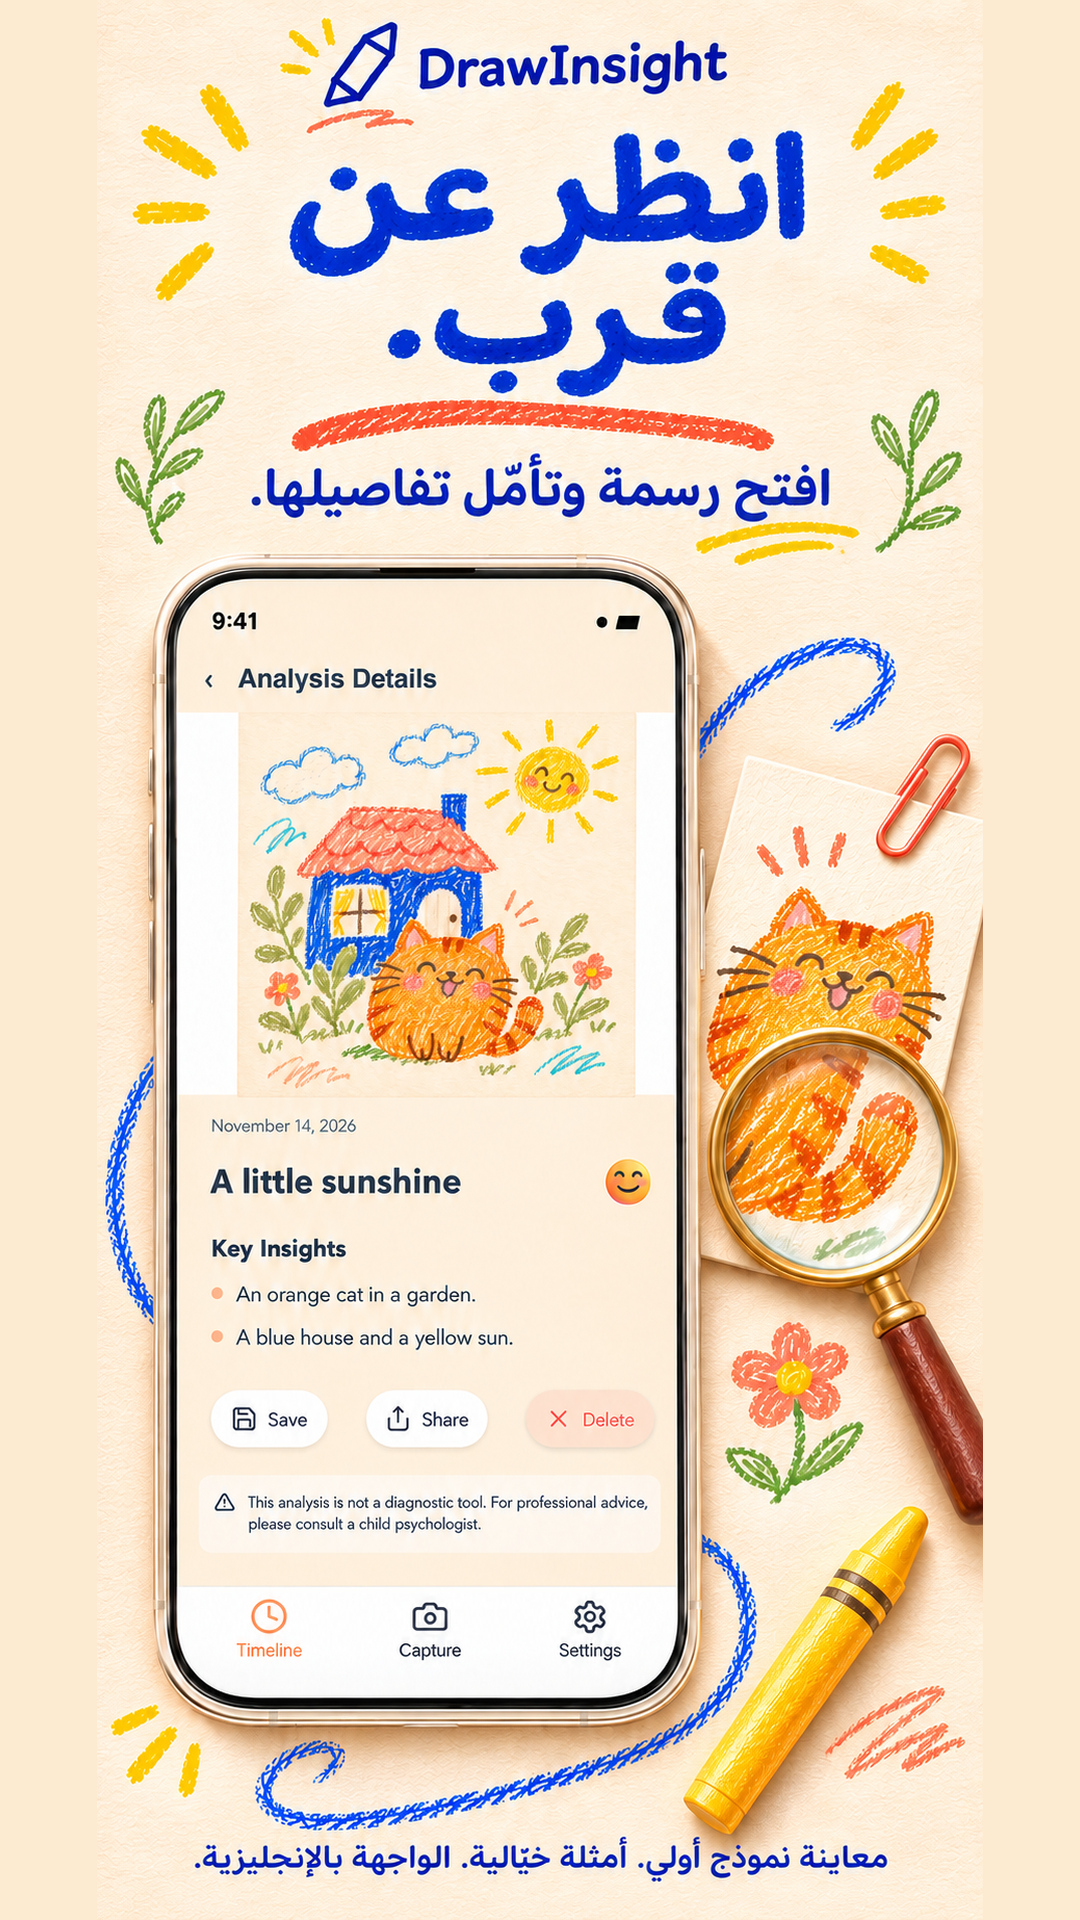 DrawInsight
انظر عن
قرب.
افتح رسمة وتأمّل تفاصيلها.
9:41
‹ Analysis Details
November 14, 2026
A little sunshine
Key Insights
An orange cat in a garden.
A blue house and a yellow sun.
Save
Share
Delete
This analysis is not a diagnostic tool. For professional advice,
please consult a child psychologist.
Timeline
Capture
Settings
معاينة نموذج أولي. أمثلة خيّالية. الواجهة بالإنجليزية.